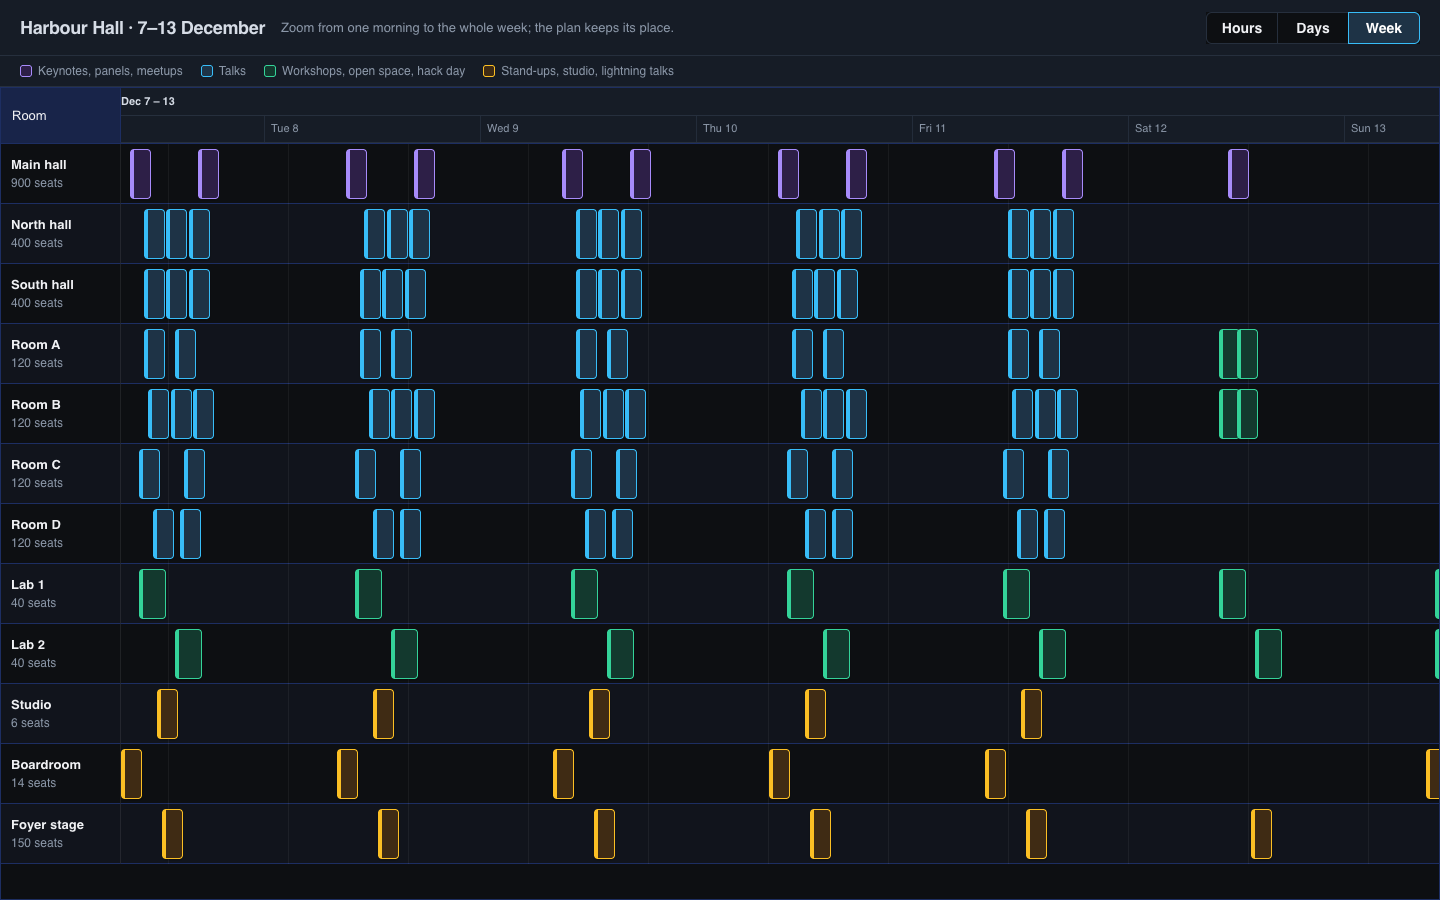 Harbour Hall · 7–13 December
Zoom from one morning to the whole week; the plan keeps its place.
Hours
Days
Week
Keynotes, panels, meetups
Talks
Workshops, open space, hack day
Stand-ups, studio, lightning talks
Room
Dec 7 – 13
Tue 8
Wed 9
Thu 10
Fri 11
Sat 12
Sun 13
Main hall
900 seats
North hall
400 seats
South hall
400 seats
Room A
120 seats
Room B
120 seats
Room C
120 seats
Room D
120 seats
Lab 1
40 seats
Lab 2
40 seats
Studio
6 seats
Boardroom
14 seats
Foyer stage
150 seats